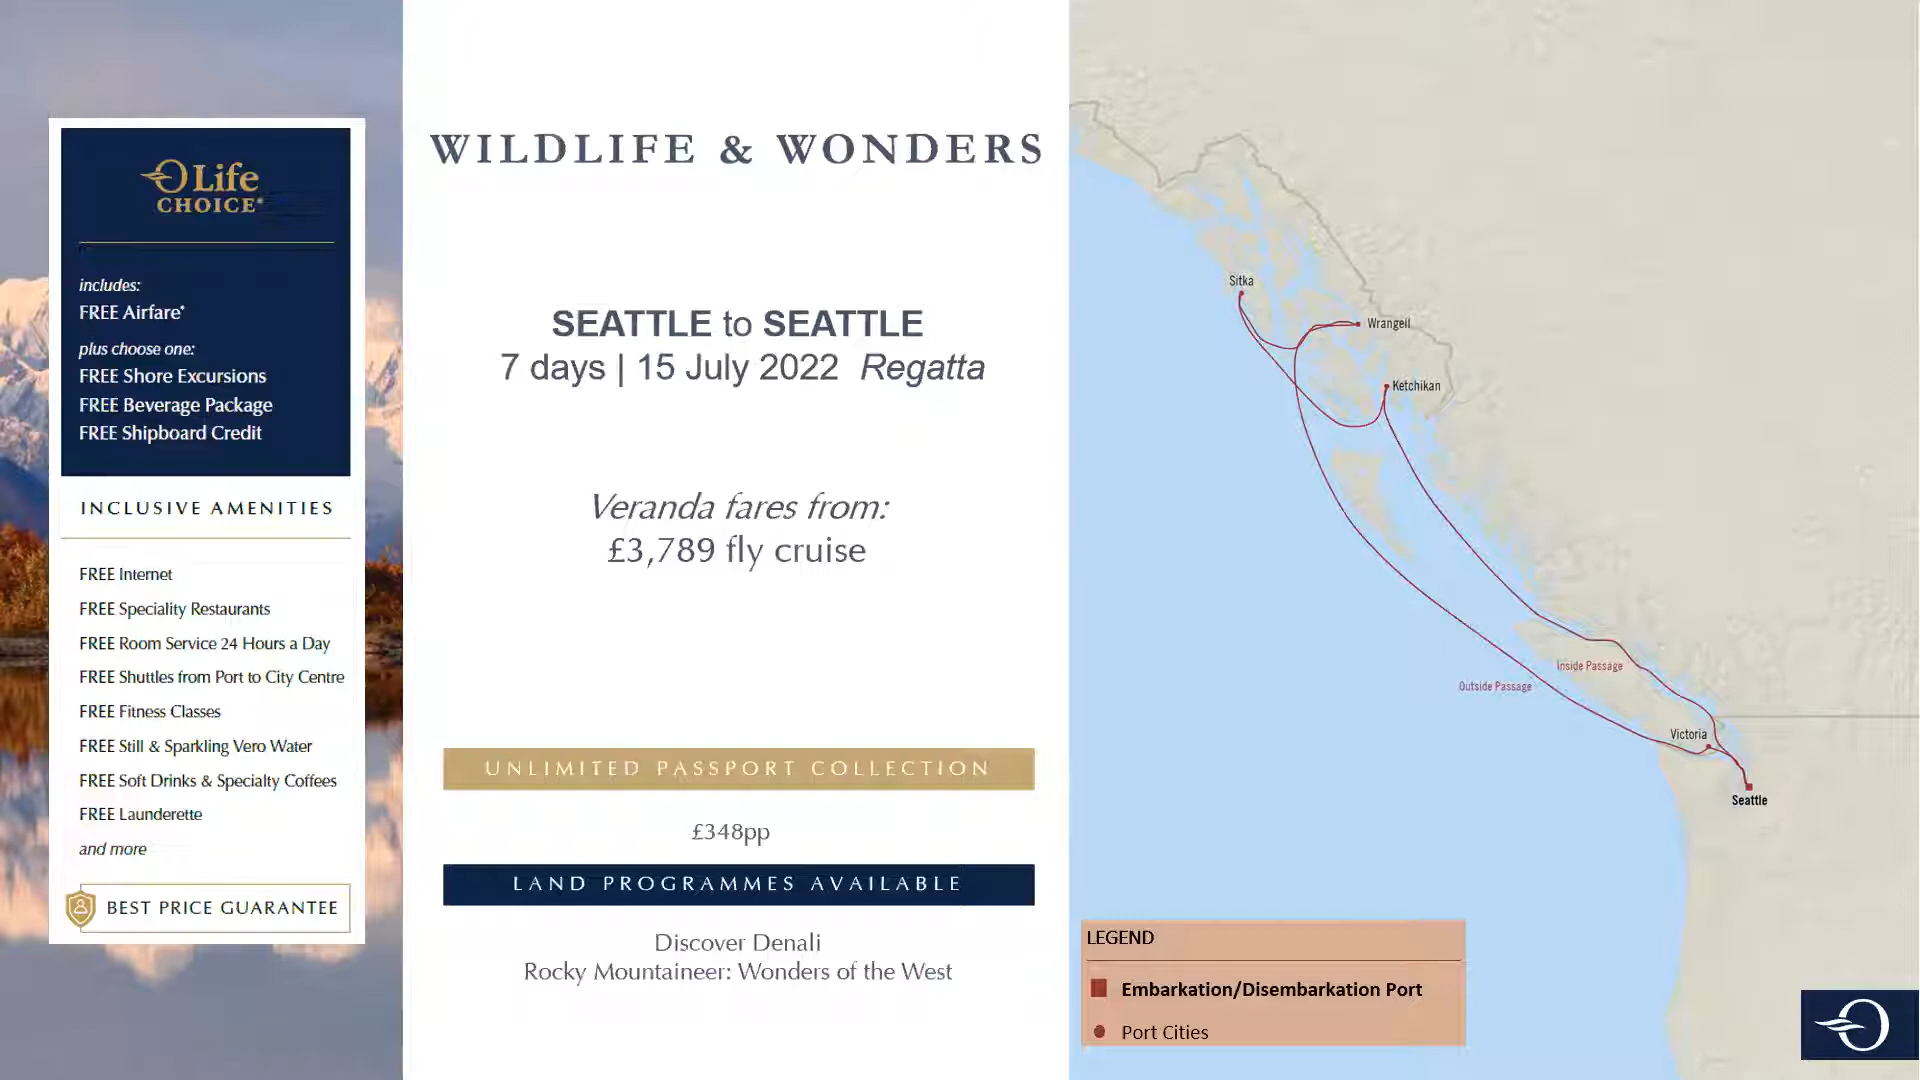 O Life
CHOICE®
includes:
FREE Airfare*
plus choose one:
FREE Shore Excursions
FREE Beverage Package
FREE Shipboard Credit
INCLUSIVE AMENITIES
FREE Internet
FREE Speciality Restaurants
FREE Room Service 24 Hours a Day
FREE Shuttles from Port to City Centre
FREE Fitness Classes
FREE Still & Sparkling Vero Water
FREE Soft Drinks & Specialty Coffees
FREE Launderette
and more
BEST PRICE GUARANTEE
WILDLIFE & WONDERS
SEATTLE to SEATTLE
7 days | 15 July 2022 Regatta
Veranda fares from:
£3,789 fly cruise
UNLIMITED PASSPORT COLLECTION
£348pp
LAND PROGRAMMES AVAILABLE
Discover Denali
Rocky Mountaineer: Wonders of the West
Sitka
Wrangell
Ketchikan
Inside Passage
Outside Passage
Victoria
Seattle
LEGEND
Embarkation/Disembarkation Port
Port Cities